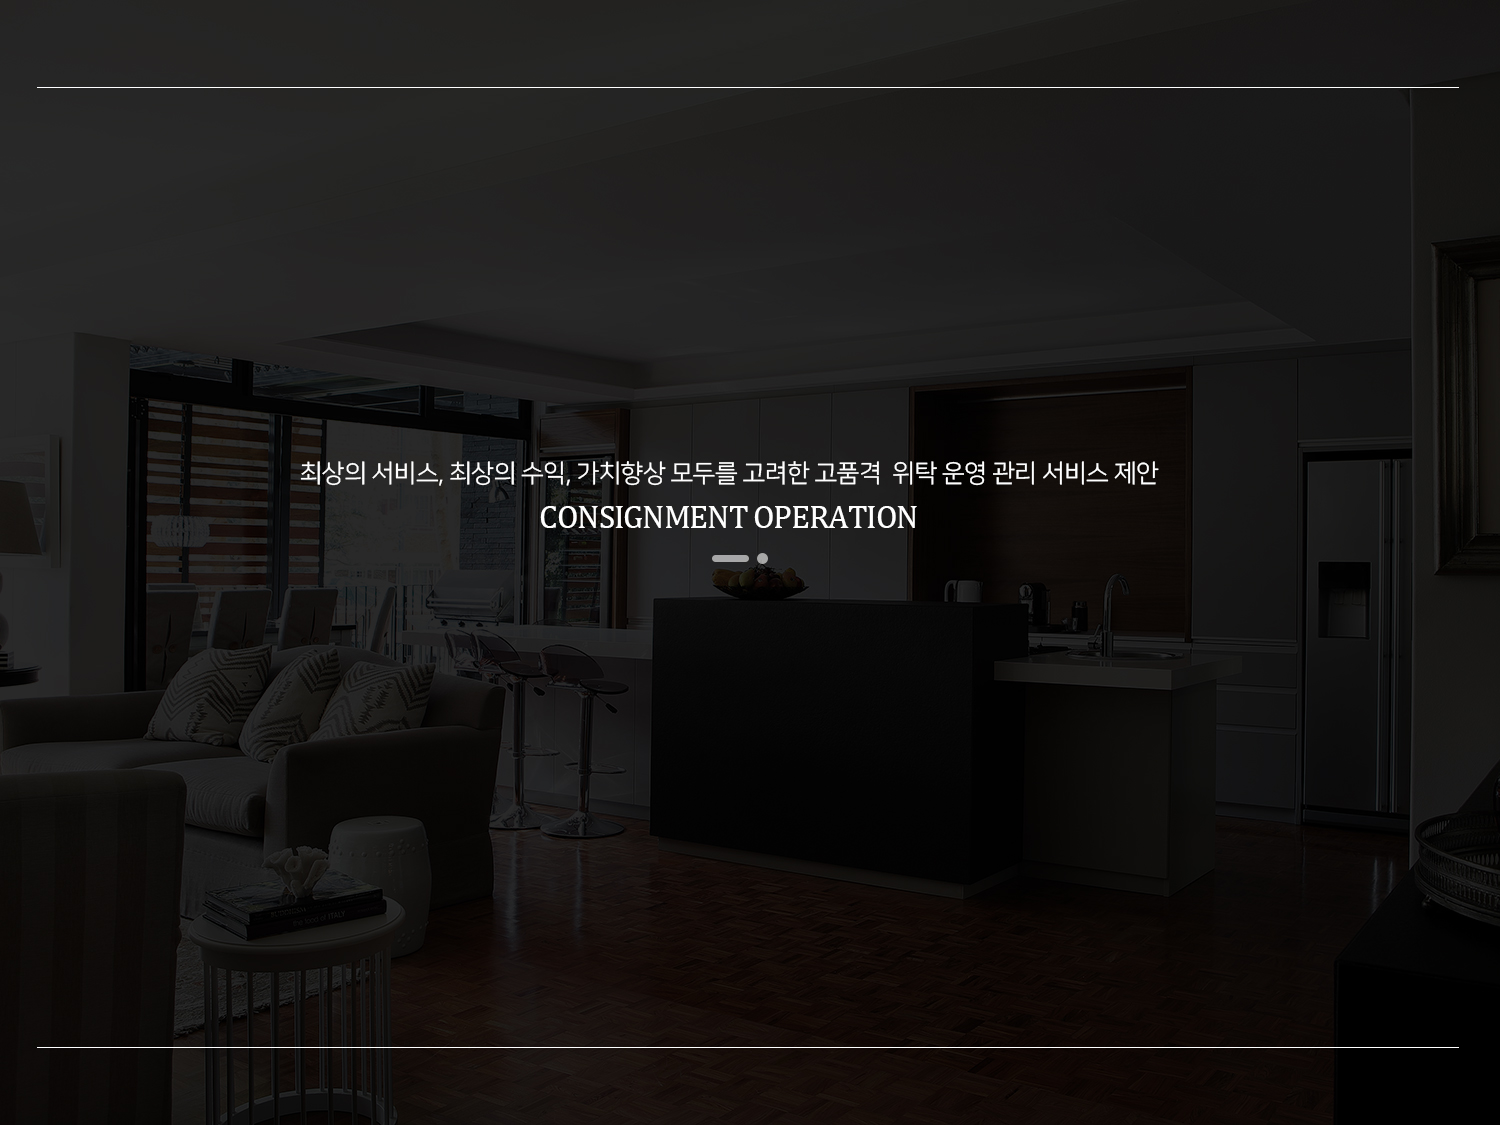 최상의 서비스, 최상의 수익, 가치향상 모두를 고려한 고품격 위탁 운영 관리 서비스 제안
CONSIGNMENT OPERATION
ITALY